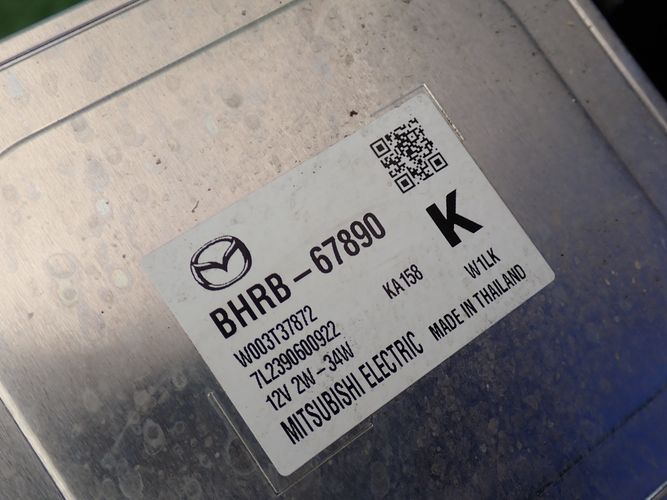 BHRB-67890
K
W003T37872
KA158
7L2390600922
W1LK
12V 2W-34W
MITSUBISHI ELECTRIC
MADE IN THAILAND